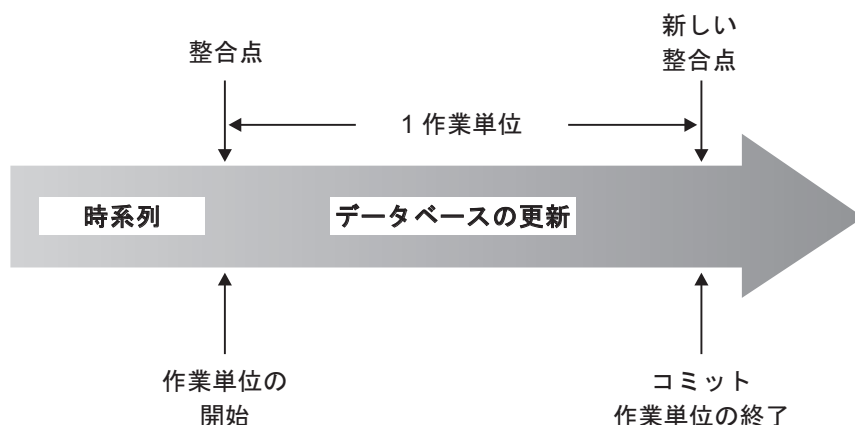 整合点
新しい
整合点
1 作業単位
時系列
データベースの更新
作業単位の
開始
コミット
作業単位の終了